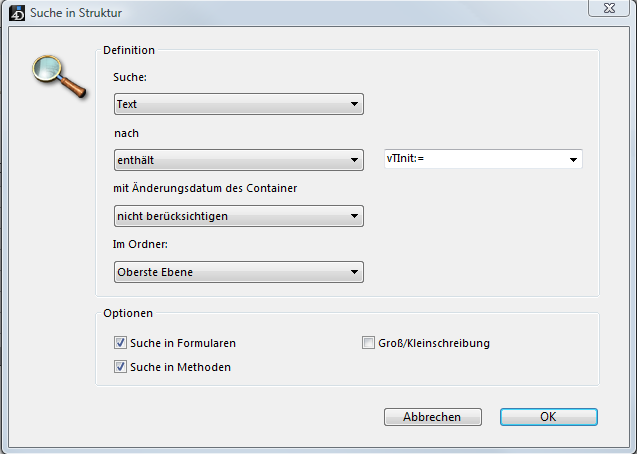 4D Suche in Struktur
Definition
Suche:
Text
nach
enthält vTInit:=
mit Änderungsdatum des Container
nicht berücksichtigen
Im Ordner:
Oberste Ebene
Optionen
Suche in Formularen Groß/Kleinschreibung
Suche in Methoden
Abbrechen OK